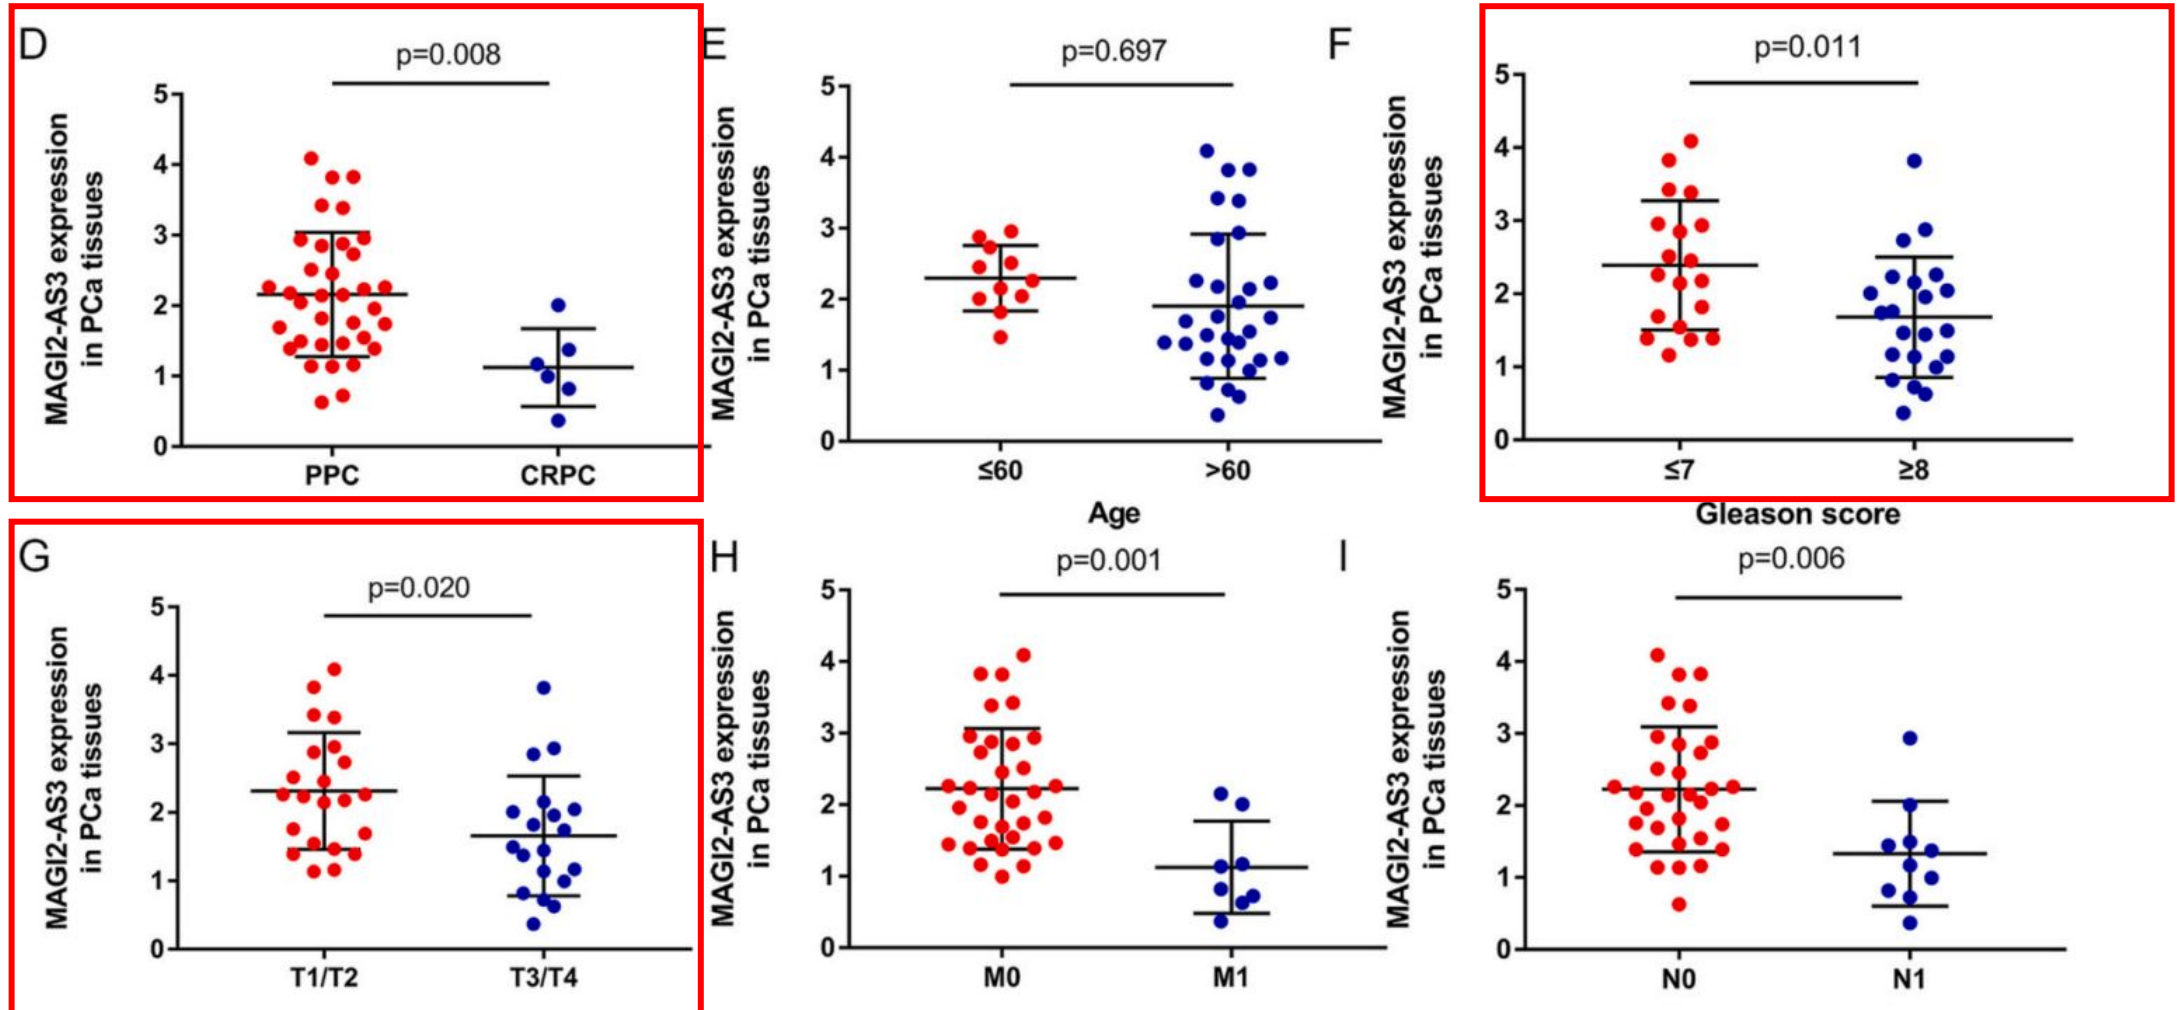 D
p=0.008
MAGI2-AS3 expression
in PCa tissues
5
4
3
2
1
0
PPC
CRPC
E
p=0.697
MAGI2-AS3 expression
in PCa tissues
5
4
3
2
1
0
≤60
>60
Age
F
p=0.011
MAGI2-AS3 expression
in PCa tissues
5
4
3
2
1
0
≤7
≥8
Gleason score
G
p=0.020
MAGI2-AS3 expression
in PCa tissues
5
4
3
2
1
0
T1/T2
T3/T4
H
p=0.001
MAGI2-AS3 expression
in PCa tissues
5
4
3
2
1
0
M0
M1
I
p=0.006
MAGI2-AS3 expression
in PCa tissues
5
4
3
2
1
0
N0
N1